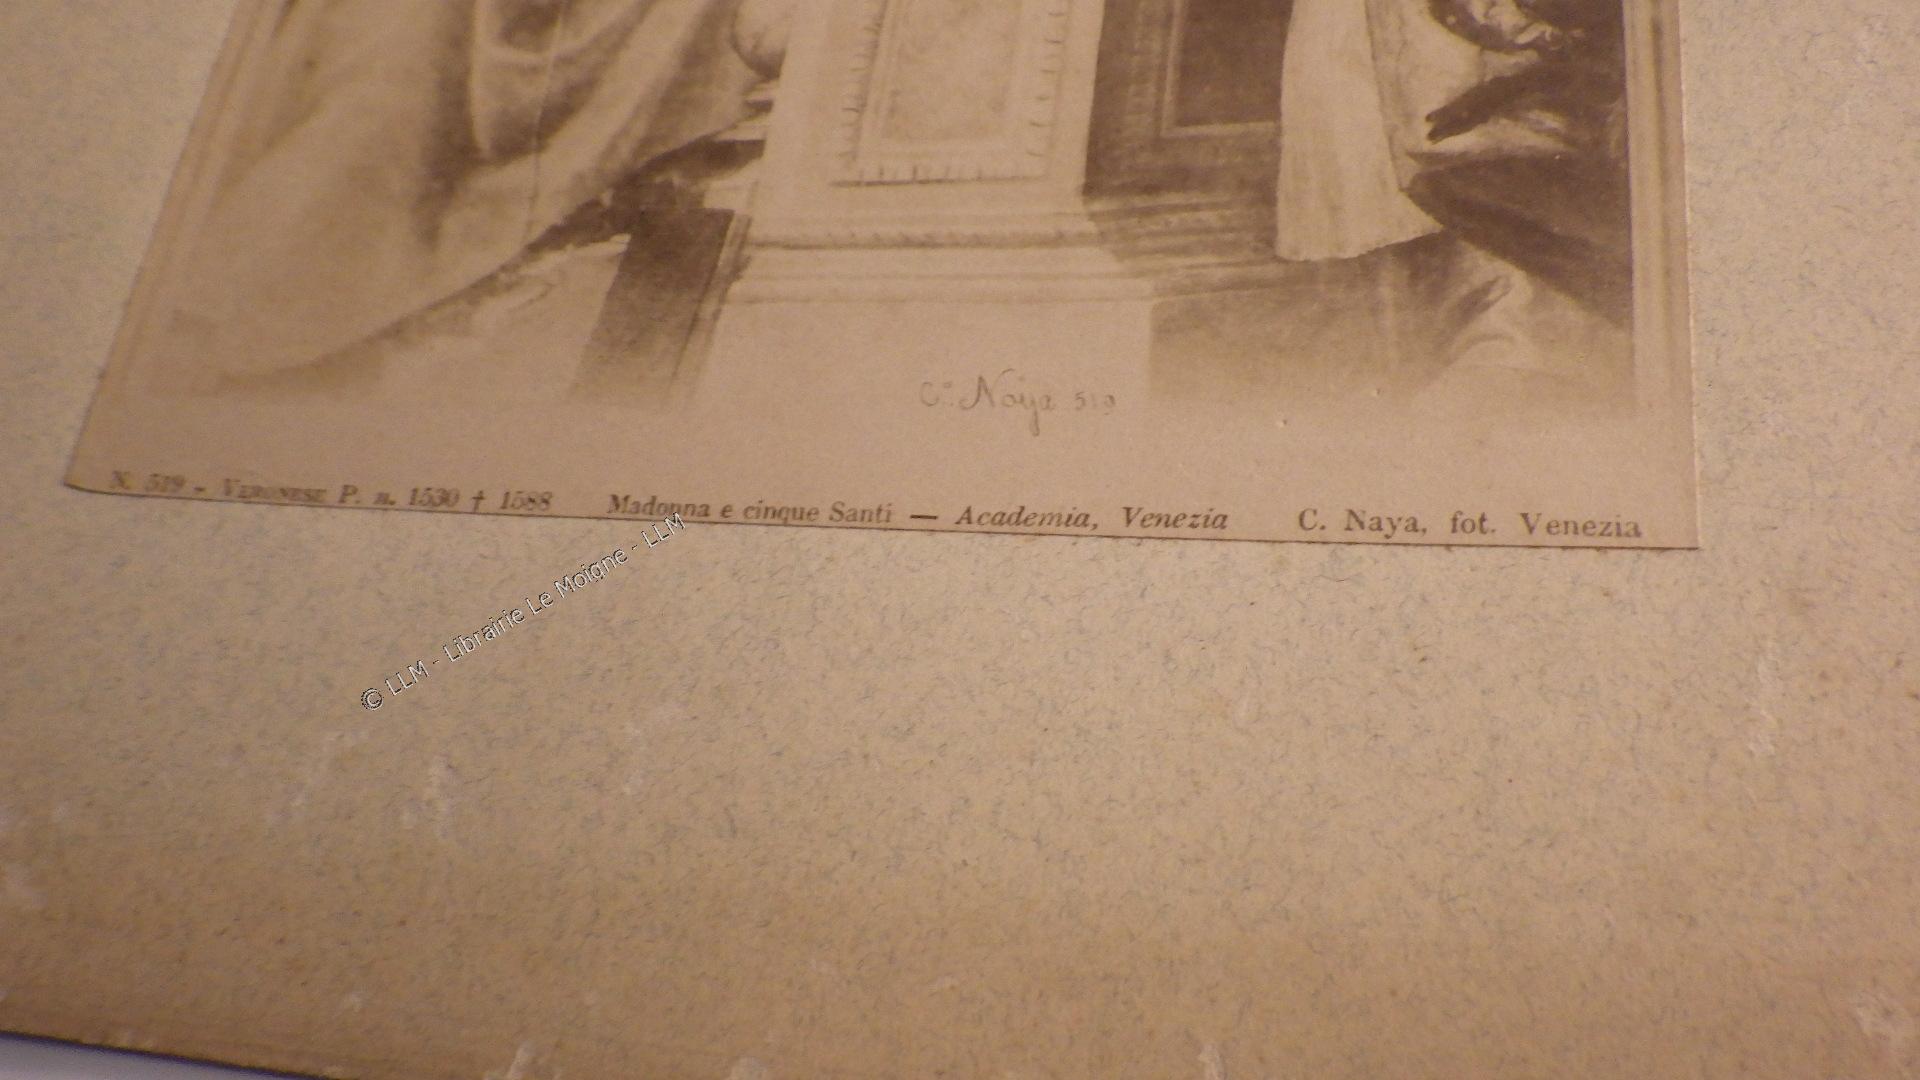 C. Naya 519
N. 519 - VERONESE P. n. 1530 † 1588 Madonna e cinque Santi — Academia, Venezia C. Naya, fot. Venezia
© LLM - Librairie Le Moigne - LLM